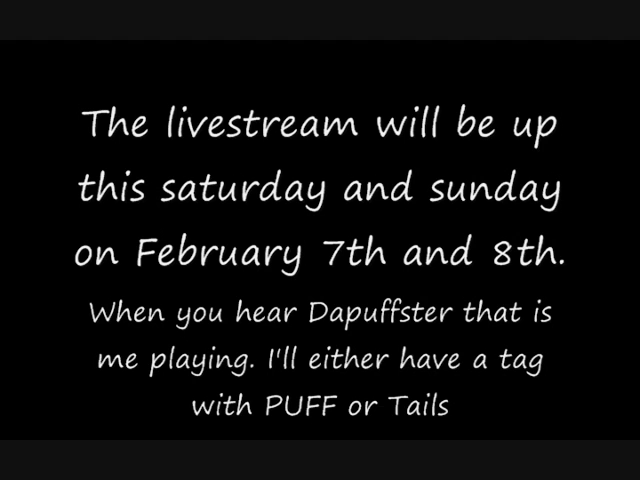 The livestream will be up
this saturday and sunday
on February 7th and 8th.
When you hear Dapuffster that is
me playing. I'll either have a tag
with PUFF or Tails